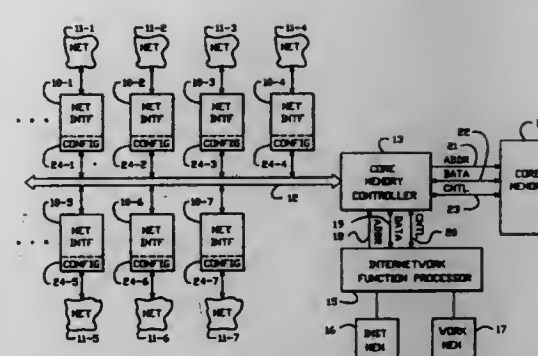 11-1 11-2 11-3 11-4
NET NET NET NET
10-1 10-2 10-3 10-4
NET INTF NET INTF NET INTF NET INTF
CONFIG CONFIG CONFIG CONFIG
24-1 24-2 24-3 24-4
12
13
CORE MEMORY CONTROLLER
22
21
ADDR
DATA
CNTL
23
CORE
10-5 10-6 10-7
NET INTF NET INTF NET INTF
CONFIG CONFIG CONFIG
24-5 24-6 24-7
NET NET NET
11-5 11-6 11-7
19
18
ADDR DATA CNTL
20
INTERNETWORK
FUNCTION PROCESSOR
15
16 INST MEM
WORK MEM 17